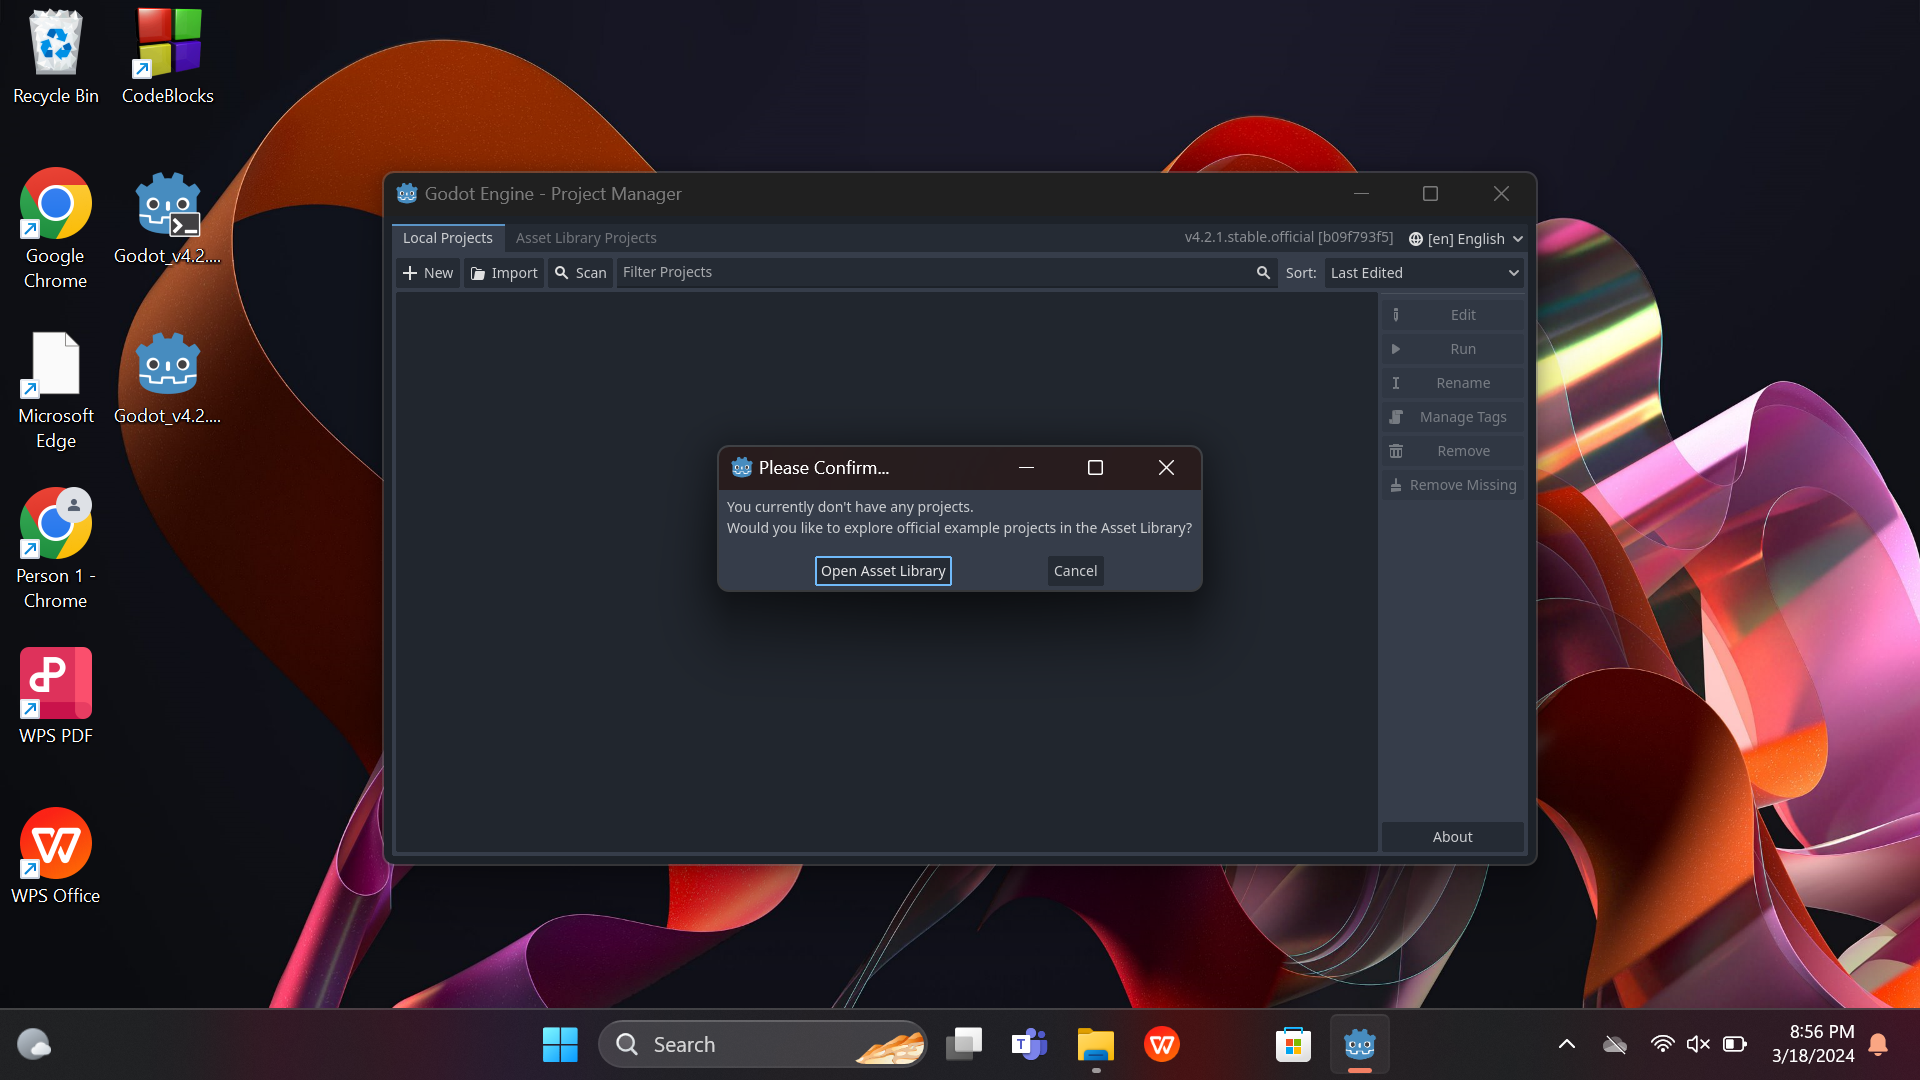 Recycle Bin
CodeBlocks
Google
Chrome
Godot_v4.2....
Microsoft
Edge
Godot_v4.2....
Person 1 -
Chrome
WPS PDF
WPS Office
Godot Engine - Project Manager
Local Projects
Asset Library Projects
v4.2.1.stable.official [b09f793f5]
[en] English
New
Import
Scan
Filter Projects
Sort:
Last Edited
Edit
Run
Rename
Manage Tags
Remove
Remove Missing
About
Please Confirm...
You currently don't have any projects.
Would you like to explore official example projects in the Asset Library?
Open Asset Library
Cancel
Search
8:56 PM
3/18/2024